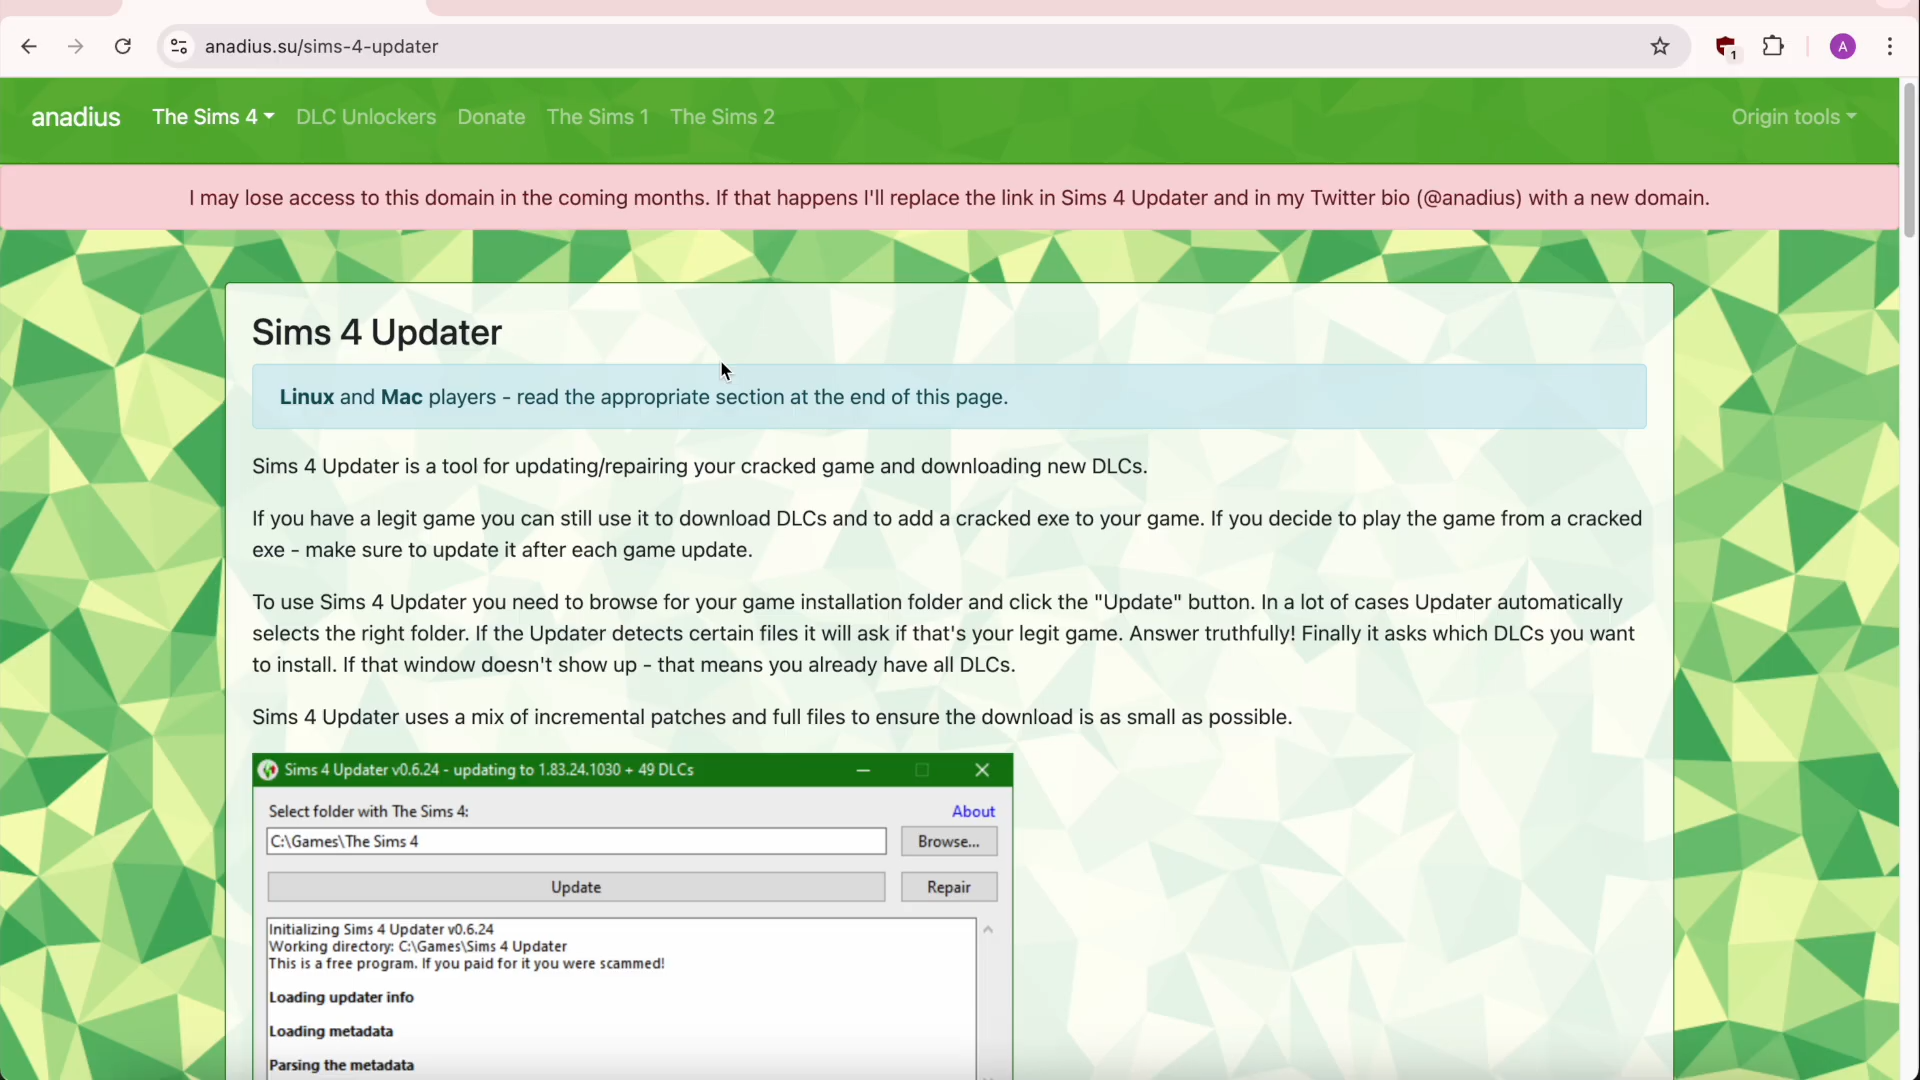 anadius.su/sims-4-updater
1
A
anadius
The Sims 4
DLC Unlockers
Donate
The Sims 1
The Sims 2
Origin tools
I may lose access to this domain in the coming months. If that happens I'll replace the link in Sims 4 Updater and in my Twitter bio (@anadius) with a new domain.
Sims 4 Updater
Linux and Mac players - read the appropriate section at the end of this page.
Sims 4 Updater is a tool for updating/repairing your cracked game and downloading new DLCs.
If you have a legit game you can still use it to download DLCs and to add a cracked exe to your game. If you decide to play the game from a cracked
exe - make sure to update it after each game update.
To use Sims 4 Updater you need to browse for your game installation folder and click the "Update" button. In a lot of cases Updater automatically
selects the right folder. If the Updater detects certain files it will ask if that's your legit game. Answer truthfully! Finally it asks which DLCs you want
to install. If that window doesn't show up - that means you already have all DLCs.
Sims 4 Updater uses a mix of incremental patches and full files to ensure the download is as small as possible.
Sims 4 Updater v0.6.24 - updating to 1.83.24.1030 + 49 DLCs
Select folder with The Sims 4:
About
C:\Games\The Sims 4
Browse...
Update
Repair
Initializing Sims 4 Updater v0.6.24
Working directory: C:\Games\Sims 4 Updater
This is a free program. If you paid for it you were scammed!
Loading updater info
Loading metadata
Parsing the metadata